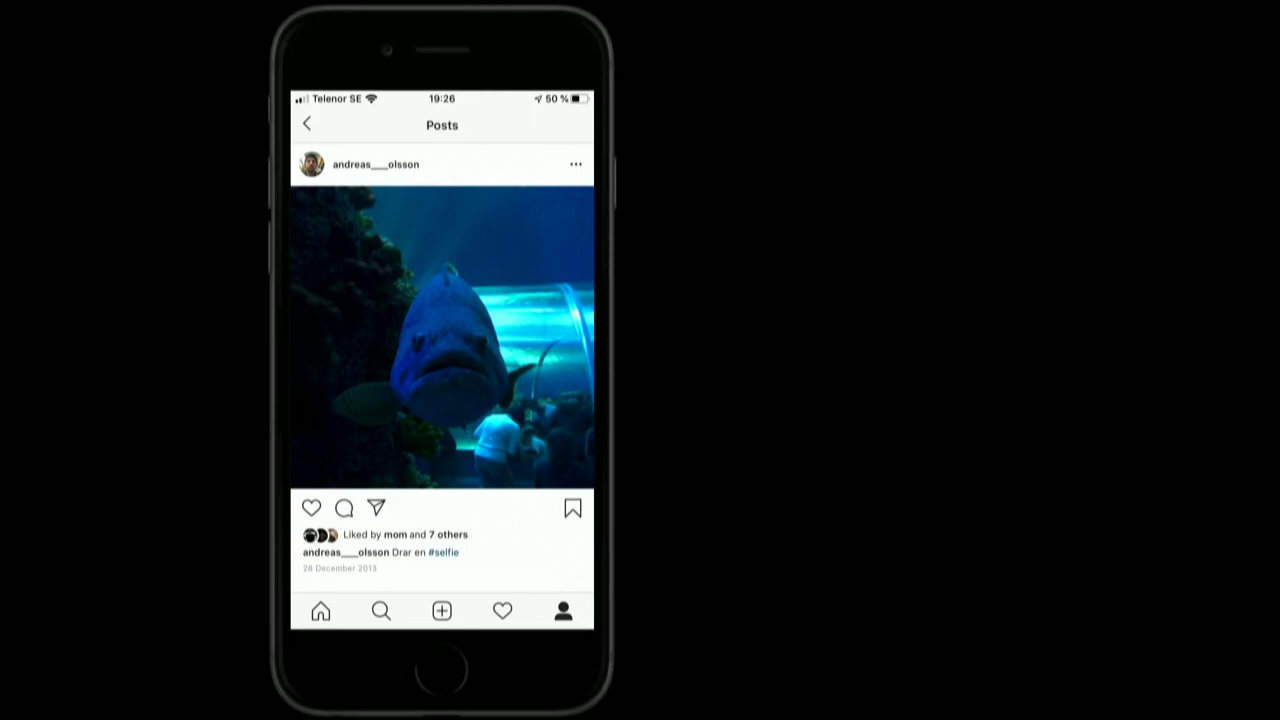 Telenor SE 19:26 50 %
Posts
andreas___olsson
Liked by mom and 7 others
andreas___olsson Drar en #selfie
28 December 2013